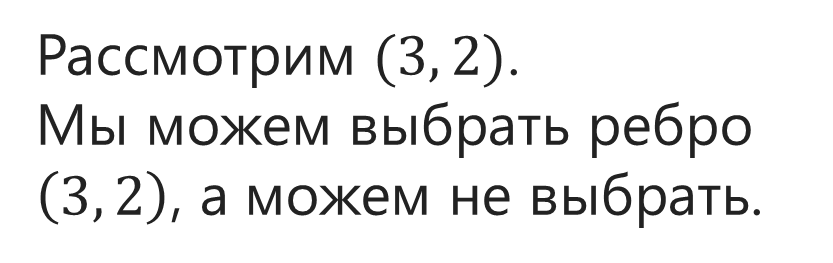 Рассмотрим (3, 2).
Мы можем выбрать ребро
(3, 2), а можем не выбрать.